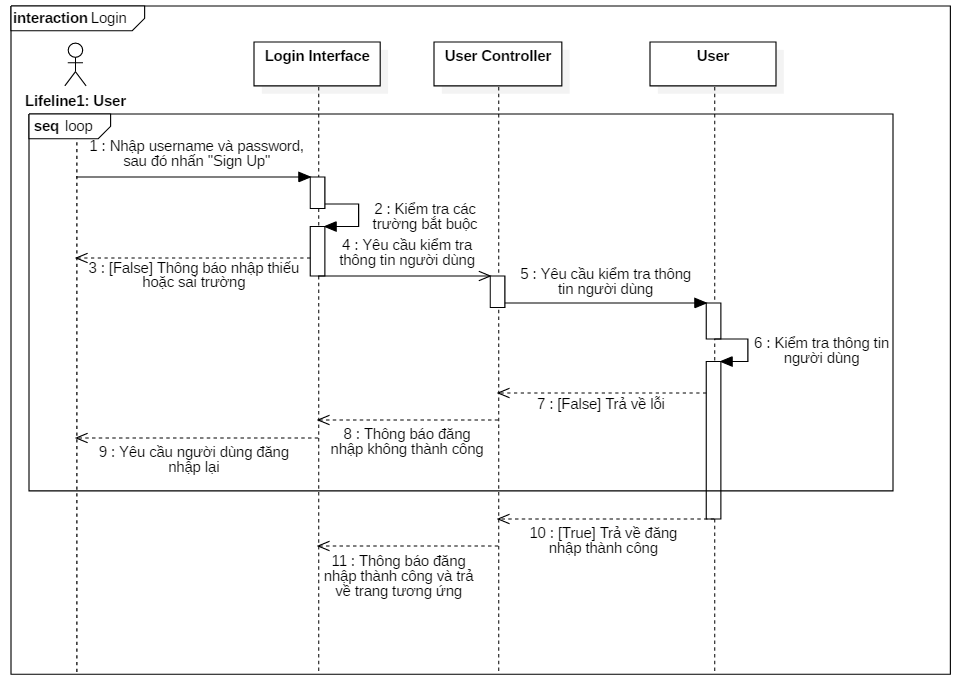 interaction Login
Login Interface
User Controller
User
Lifeline1: User
seq loop
1 : Nhập username và password,
sau đó nhấn "Sign Up"
2 : Kiểm tra các
trường bắt buộc
3 : [False] Thông báo nhập thiếu
hoặc sai trường
4 : Yêu cầu kiểm tra
thông tin người dùng
5 : Yêu cầu kiểm tra thông
tin người dùng
6 : Kiểm tra thông tin
người dùng
7 : [False] Trả về lỗi
8 : Thông báo đăng
nhập không thành công
9 : Yêu cầu người dùng đăng
nhập lại
10 : [True] Trả về đăng
nhập thành công
11 : Thông báo đăng
nhập thành công và trả
về trang tương ứng